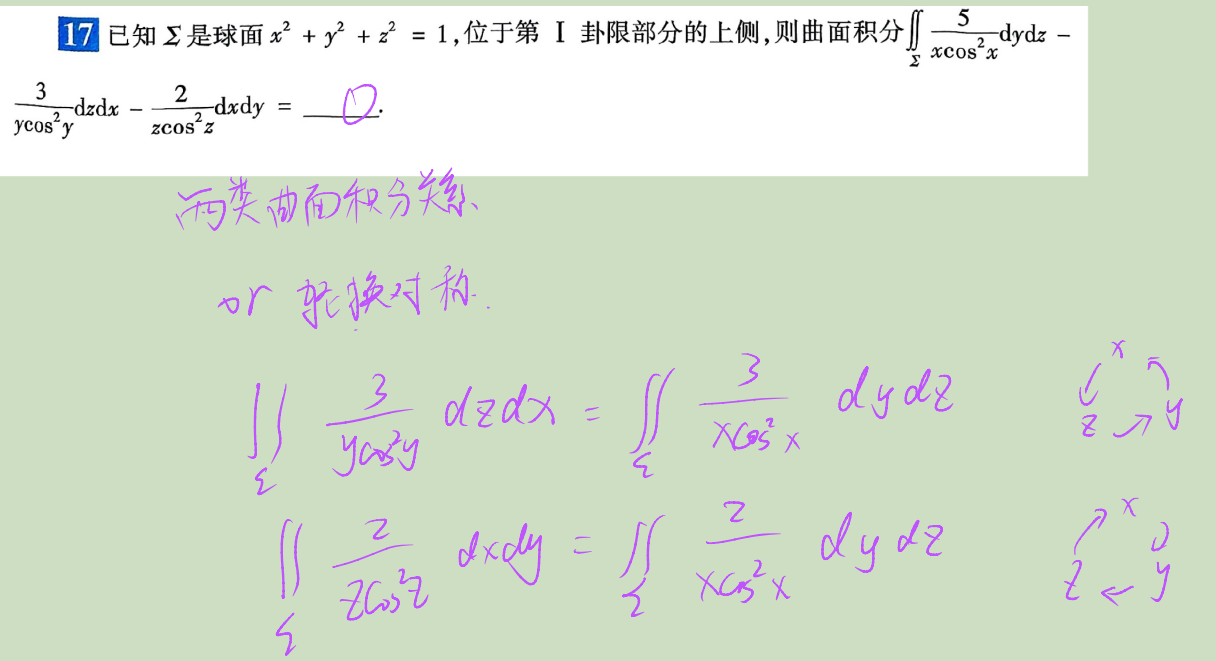 17 已知 Σ 是球面 x² + y² + z² = 1,位于第 Ⅰ 卦限部分的上侧,则曲面积分∬_Σ 5/(xcos²x) dydz −
3/(ycos²y) dzdx − 2/(zcos²z) dxdy = 0.
两类曲面积分关系
or 轮换对称.
∬_Σ 3/(ycos²y) dzdx = ∬_Σ 3/(xcos²x) dydz x z y
∬_Σ 2/(zcos²z) dxdy = ∬_Σ 2/(xcos²x) dydz x z y